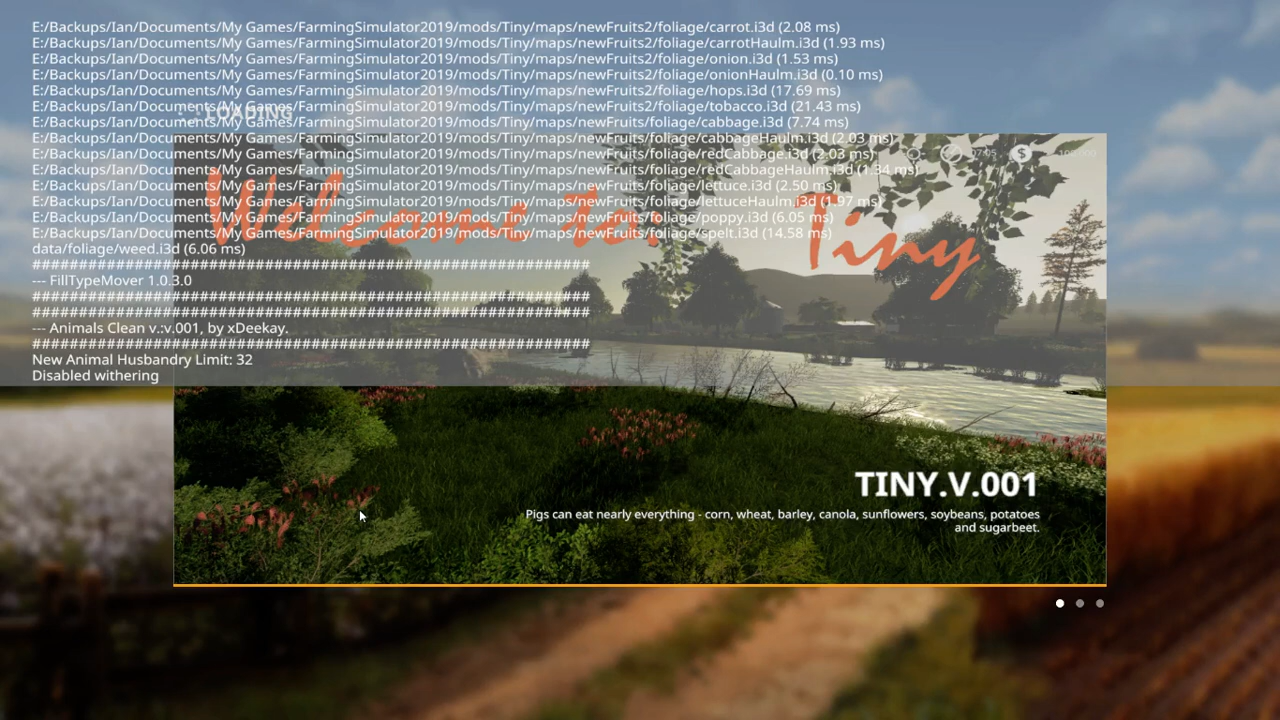 E:/Backups/Ian/Documents/My Games/FarmingSimulator2019/mods/Tiny/maps/newFruits2/foliage/carrot.i3d (2.08 ms)
E:/Backups/Ian/Documents/My Games/FarmingSimulator2019/mods/Tiny/maps/newFruits2/foliage/carrotHaulm.i3d (1.93 ms)
E:/Backups/Ian/Documents/My Games/FarmingSimulator2019/mods/Tiny/maps/newFruits2/foliage/onion.i3d (1.53 ms)
E:/Backups/Ian/Documents/My Games/FarmingSimulator2019/mods/Tiny/maps/newFruits2/foliage/onionHaulm.i3d (0.10 ms)
E:/Backups/Ian/Documents/My Games/FarmingSimulator2019/mods/Tiny/maps/newFruits2/foliage/hops.i3d (17.69 ms)
E:/Backups/Ian/Documents/My Games/FarmingSimulator2019/mods/Tiny/maps/newFruits2/foliage/tobacco.i3d (21.43 ms)
LOADING
E:/Backups/Ian/Documents/My Games/FarmingSimulator2019/mods/Tiny/maps/newFruits/foliage/cabbage.i3d (7.74 ms)
E:/Backups/Ian/Documents/My Games/FarmingSimulator2019/mods/Tiny/maps/newFruits/foliage/cabbageHaulm.i3d (2.03 ms)
E:/Backups/Ian/Documents/My Games/FarmingSimulator2019/mods/Tiny/maps/newFruits/foliage/redCabbage.i3d (2.03 ms)
E:/Backups/Ian/Documents/My Games/FarmingSimulator2019/mods/Tiny/maps/newFruits/foliage/redCabbageHaulm.i3d (1.34 ms)
E:/Backups/Ian/Documents/My Games/FarmingSimulator2019/mods/Tiny/maps/newFruits/foliage/lettuce.i3d (2.50 ms)
E:/Backups/Ian/Documents/My Games/FarmingSimulator2019/mods/Tiny/maps/newFruits/foliage/lettuceHaulm.i3d (1.97 ms)
E:/Backups/Ian/Documents/My Games/FarmingSimulator2019/mods/Tiny/maps/newFruits/foliage/poppy.i3d (6.05 ms)
E:/Backups/Ian/Documents/My Games/FarmingSimulator2019/mods/Tiny/maps/newFruits/foliage/spelt.i3d (14.58 ms)
Welcome to: Tiny
data/foliage/weed.i3d (6.06 ms)
##############################################################
--- FillTypeMover 1.0.3.0
##############################################################
##############################################################
--- Animals Clean v.:v.001, by xDeekay.
##############################################################
New Animal Husbandry Limit: 32
Disabled withering
TINY.V.001
Pigs can eat nearly everything - corn, wheat, barley, canola, sunflowers, soybeans, potatoes
and sugarbeet.